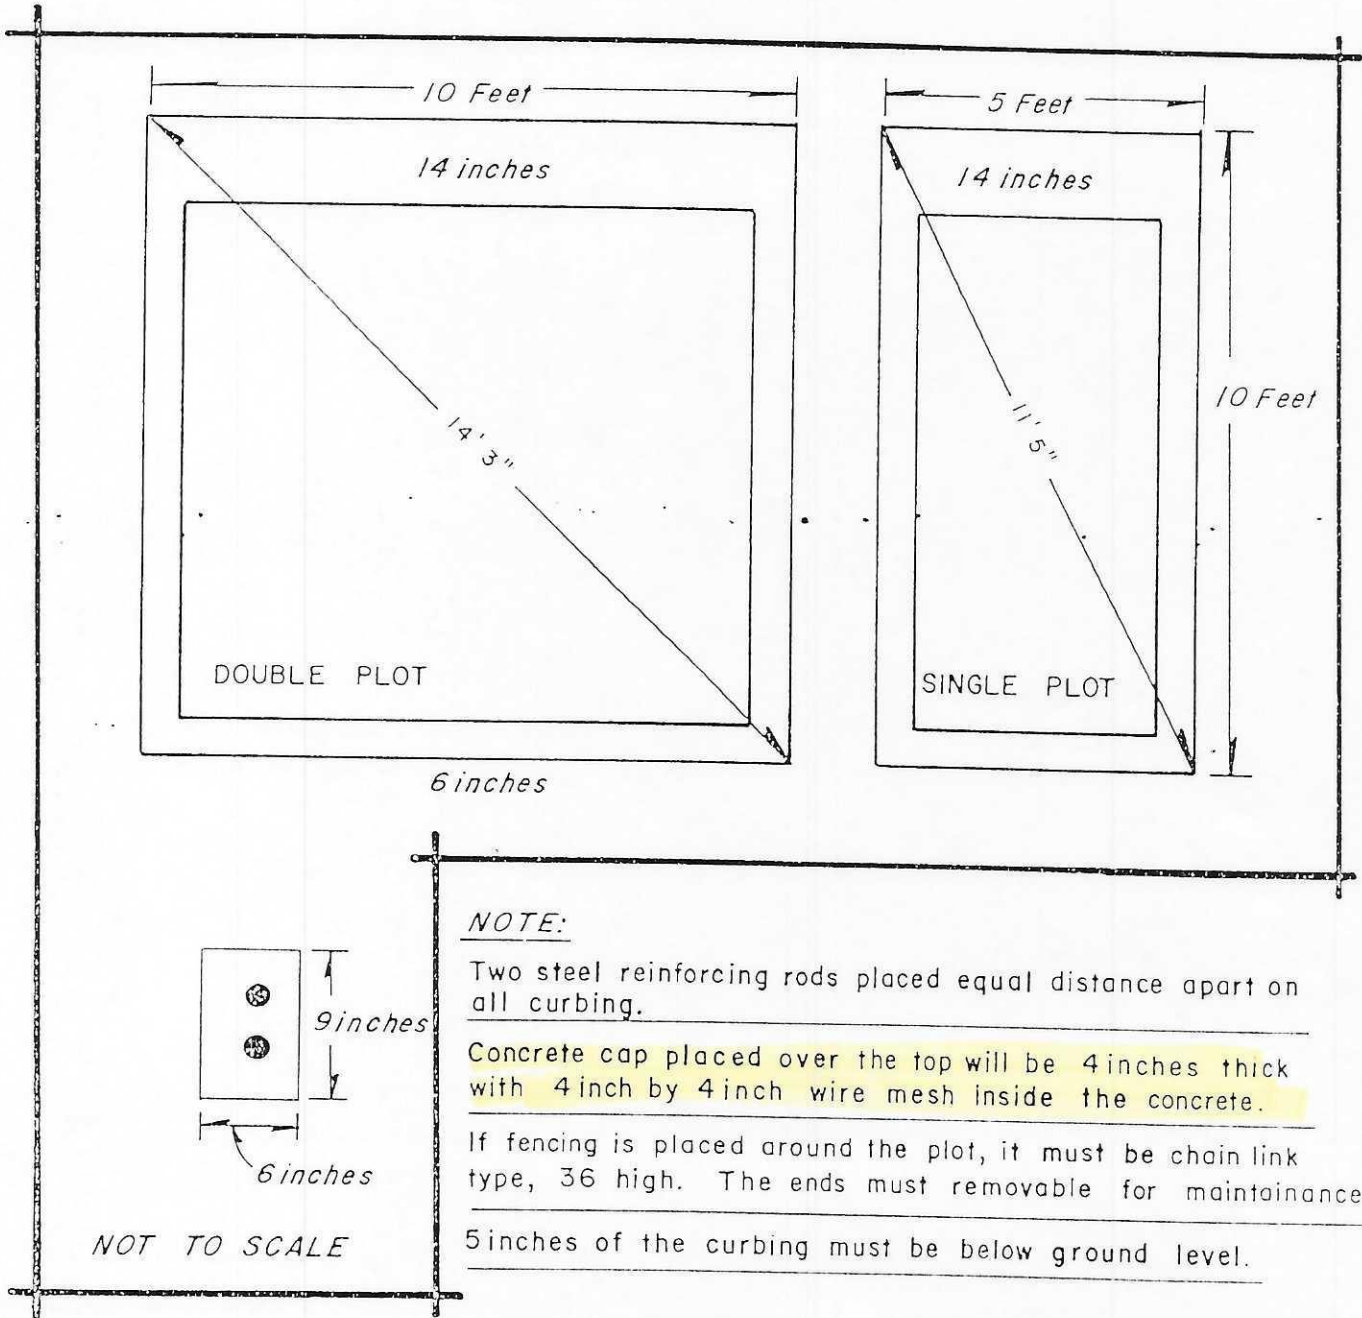 10 Feet
5 Feet
14 inches
14 inches
10 Feet
14' 3"
11' 5"
DOUBLE PLOT
SINGLE PLOT
6 inches
NOTE:
Two steel reinforcing rods placed equal distance apart on
all curbing.
9 inches
Concrete cap placed over the top will be 4 inches thick
with 4 inch by 4 inch wire mesh inside the concrete.
If fencing is placed around the plot, it must be chain link
type, 36 high. The ends must removable for maintainance
6 inches
NOT TO SCALE
5 inches of the curbing must be below ground level.